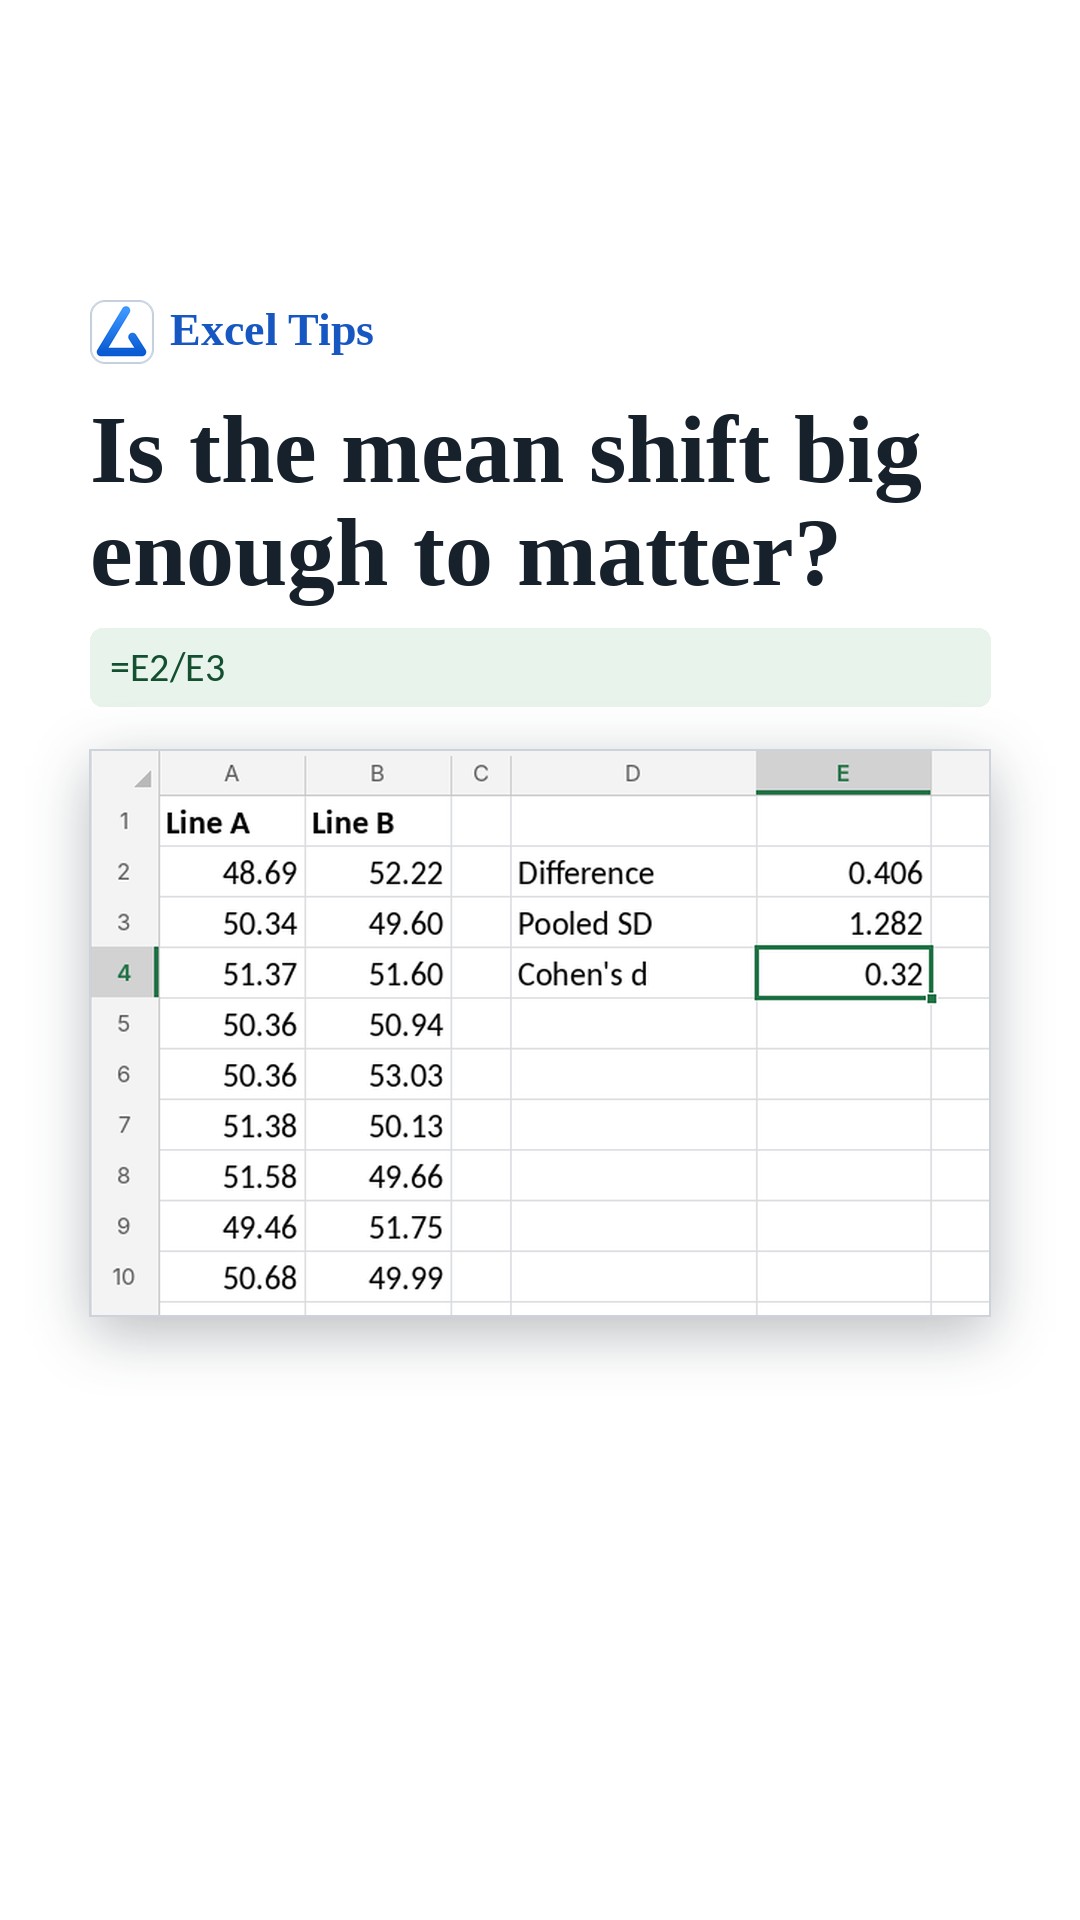 Excel Tips
Is the mean shift big
enough to matter?
=E2/E3
A B C D E
1 Line A Line B
2 48.69 52.22 Difference 0.406
3 50.34 49.60 Pooled SD 1.282
4 51.37 51.60 Cohen's d 0.32
5 50.36 50.94
6 50.36 53.03
7 51.38 50.13
8 51.58 49.66
9 49.46 51.75
10 50.68 49.99